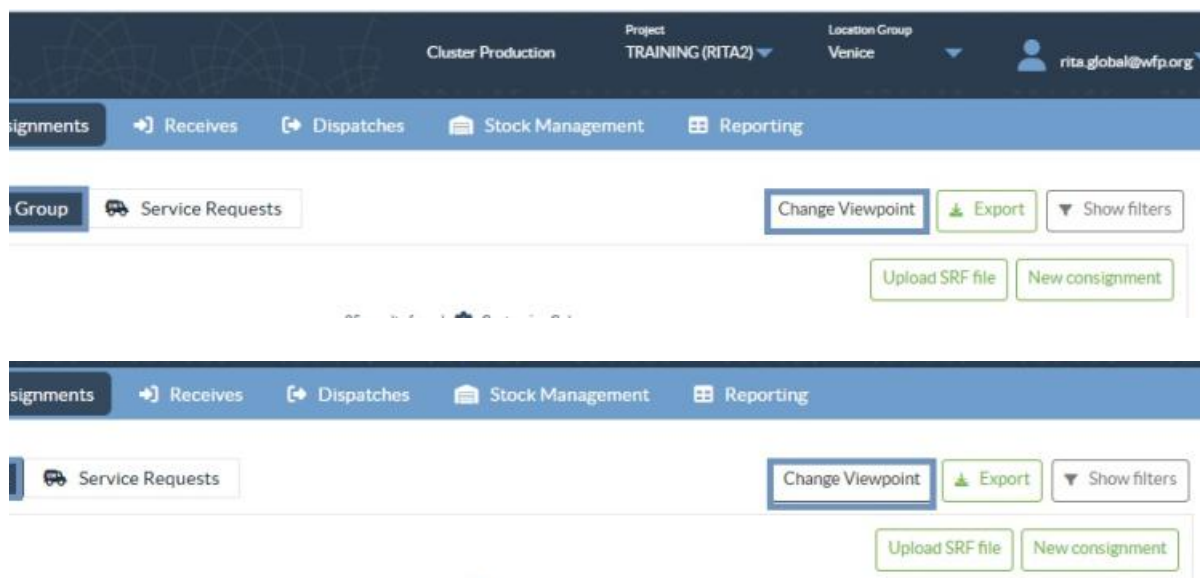 Project
Location Group
Cluster Production
TRAINING (RITA2)
Venice
rita.global@wfp.org
signments Receives Dispatches Stock Management Reporting
Group Service Requests Change Viewpoint Export Show filters
Upload SRF file New consignment
signments Receives Dispatches Stock Management Reporting
Service Requests Change Viewpoint Export Show filters
Upload SRF file New consignment